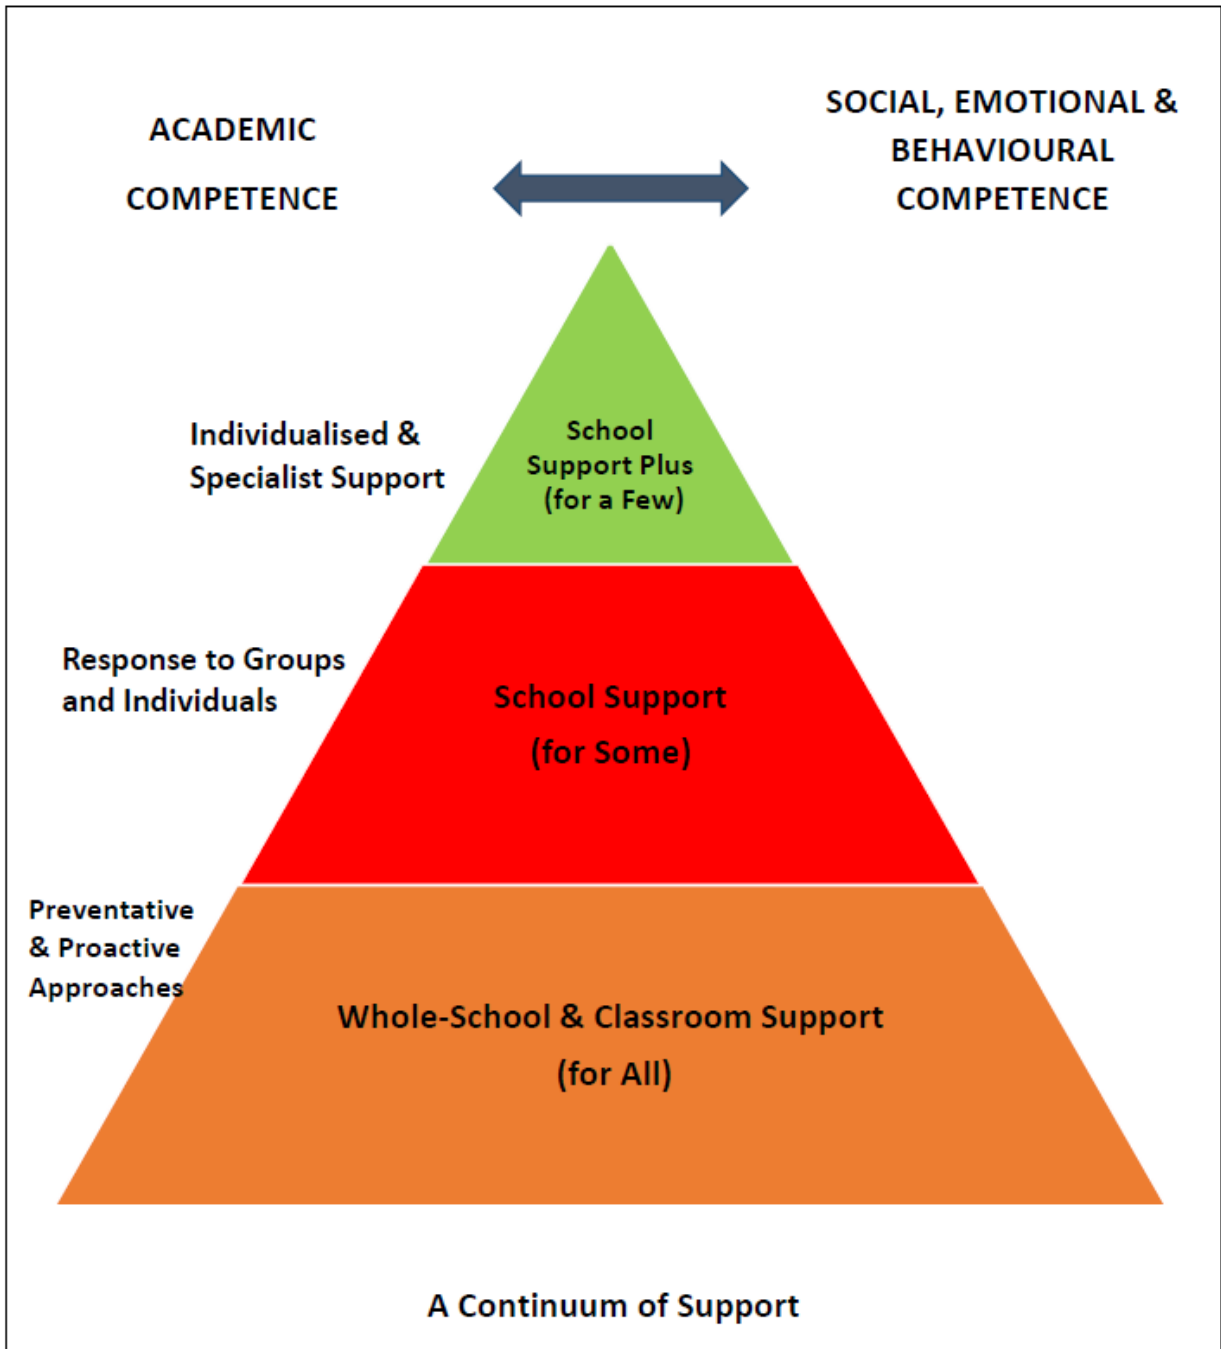 ACADEMIC
COMPETENCE
SOCIAL, EMOTIONAL &
BEHAVIOURAL
COMPETENCE
Individualised &
Specialist Support
School
Support Plus
(for a Few)
Response to Groups
and Individuals
School Support
(for Some)
Preventative
& Proactive
Approaches
Whole-School & Classroom Support
(for All)
A Continuum of Support